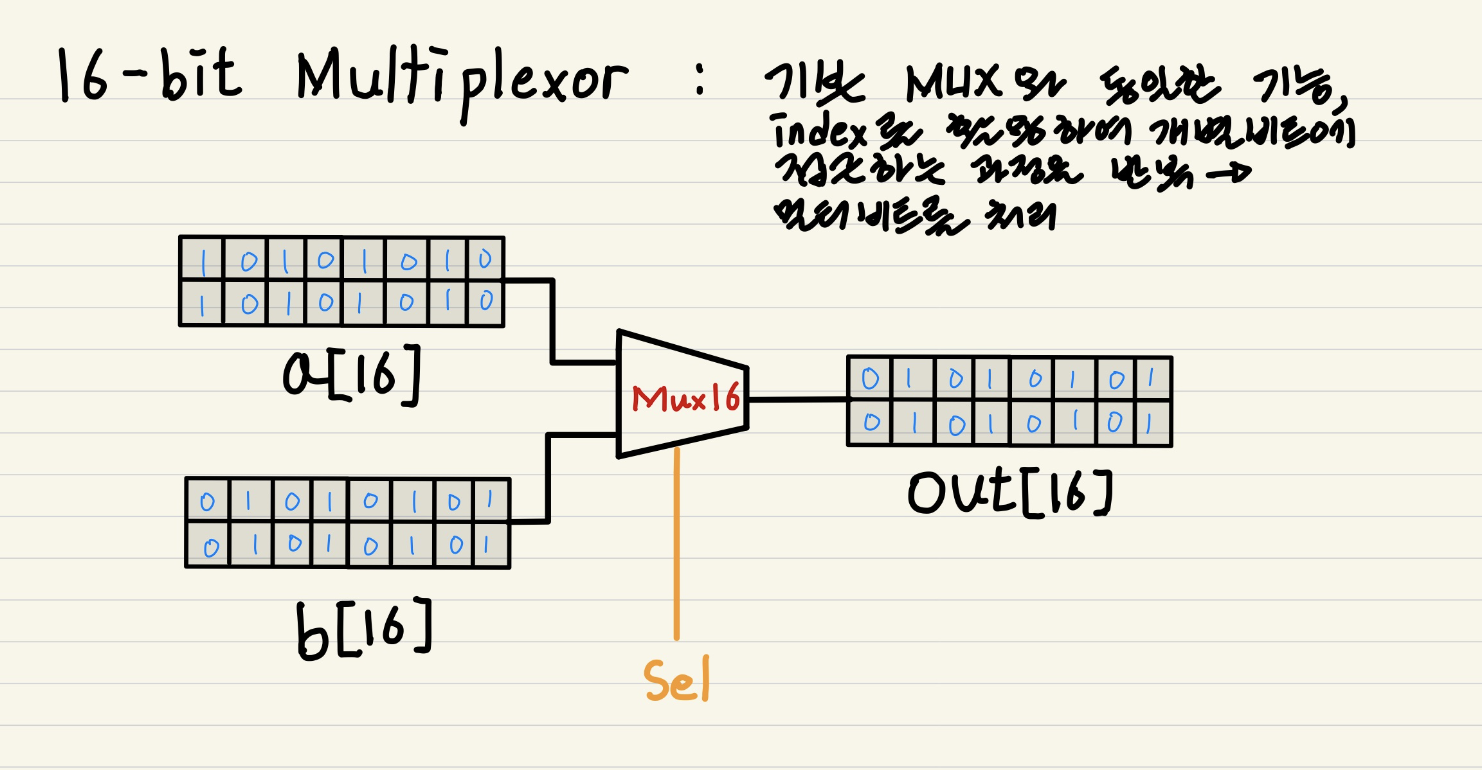 16-bit Multiplexor : 기본 MUX와 동일한 기능,
index를 활용하여 개별비트에
접근하는 과정을 반복 →
멀티비트를 처리
1 0 1 0 1 0 1 0
1 0 1 0 1 0 1 0
a[16]
Mux16
0 1 0 1 0 1 0 1
0 1 0 1 0 1 0 1
out[16]
0 1 0 1 0 1 0 1
0 1 0 1 0 1 0 1
b[16]
Sel